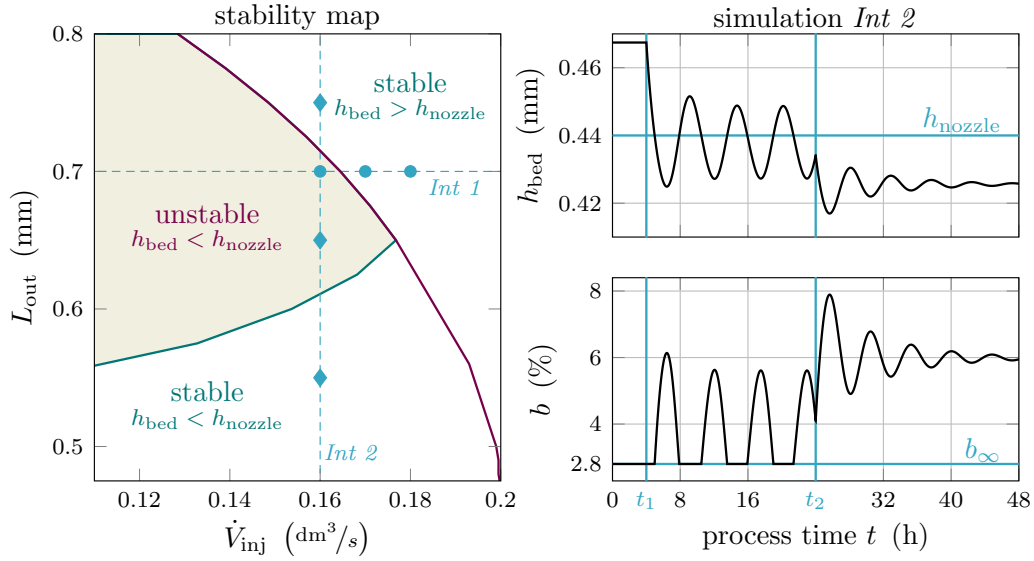 stability map
0.8
0.7
0.6
0.5
L_out (mm)
stable
h_bed > h_nozzle
Int 1
unstable
h_bed < h_nozzle
stable
h_bed < h_nozzle
Int 2
0.12 0.14 0.16 0.18 0.2
V̇_inj (dm³/s)
simulation Int 2
0.46
0.44
0.42
h_bed (mm)
h_nozzle
8
6
4
2.8
b (%)
b_∞
0 t_1 8 16 t_2 32 40 48
process time t (h)